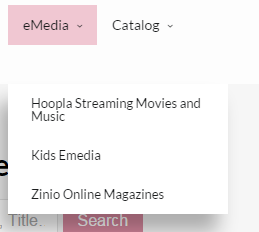 eMedia Catalog
Hoopla Streaming Movies and
Music
Kids Emedia
Zinio Online Magazines
, Title. Search